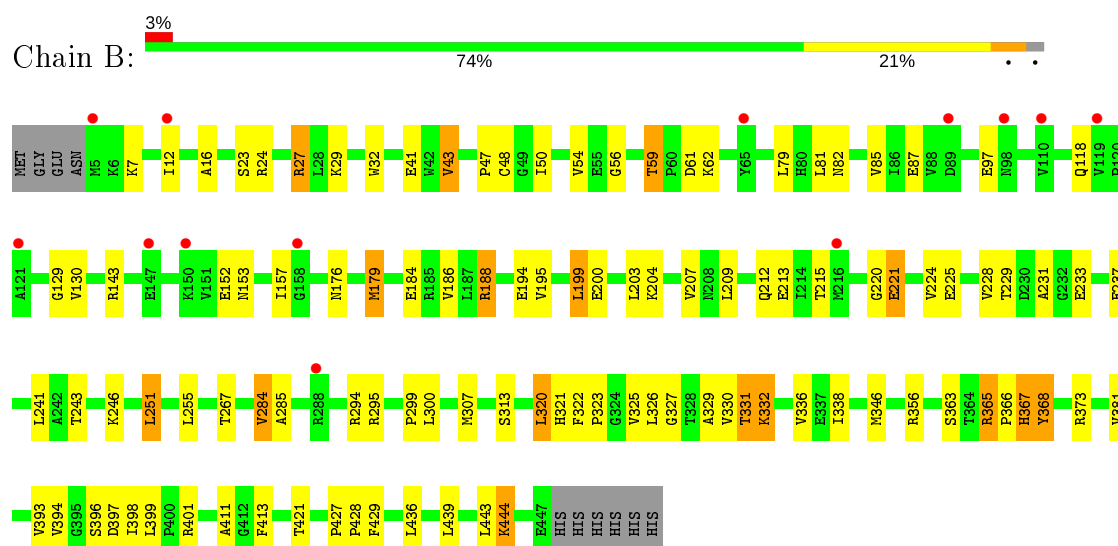 3%
Chain B:
74% 21% • •
MET GLY GLU ASN M5 K6 K7 I12 A16 S23 R24 R27 L28 K29 W32 E41 W42 V43 P47 C48 G49 I50 V54 E55 G56 T59 P60 D61 K62 Y65 L79 H80 L81 N82 V85 I86 E87 V88 D89 E97 N98 V110 Q118 V119
A121 G129 V130 R143 E147 K150 V151 E152 N153 I157 G158 N176 M179 E184 R185 V186 L187 R188 E194 V195 L199 E200 L203 K204 V207 N208 L209 Q212 E213 I214 T215 M216 G220 E221 V224 E225 V228 T229 D230 A231 G232 E233
L241 A242 T243 K246 L251 L255 T267 V284 A285 R288 R294 R295 P299 L300 M307 S313 L320 H321 F322 P323 G324 V325 L326 G327 T328 A329 V330 T331 K332 V336 E337 I338 M346 R356 S363 T364 R365 P366 H367 Y368 R373
V393 V394 G395 S396 D397 I398 L399 P400 R401 A411 G412 F413 T421 P427 P428 F429 L436 L439 L443 K444 E447 HIS HIS HIS HIS HIS HIS